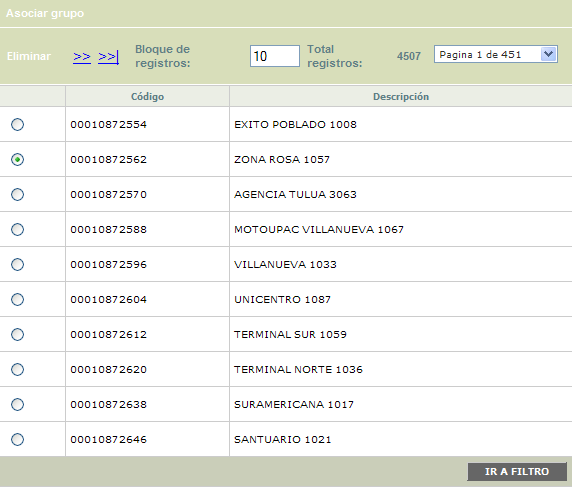 Asociar grupo
Eliminar >> >>| Bloque de registros: 10 Total registros: 4507 Pagina 1 de 451
Código Descripción
00010872554 EXITO POBLADO 1008
00010872562 ZONA ROSA 1057
00010872570 AGENCIA TULUA 3063
00010872588 MOTOUPAC VILLANUEVA 1067
00010872596 VILLANUEVA 1033
00010872604 UNICENTRO 1087
00010872612 TERMINAL SUR 1059
00010872620 TERMINAL NORTE 1036
00010872638 SURAMERICANA 1017
00010872646 SANTUARIO 1021
IR A FILTRO